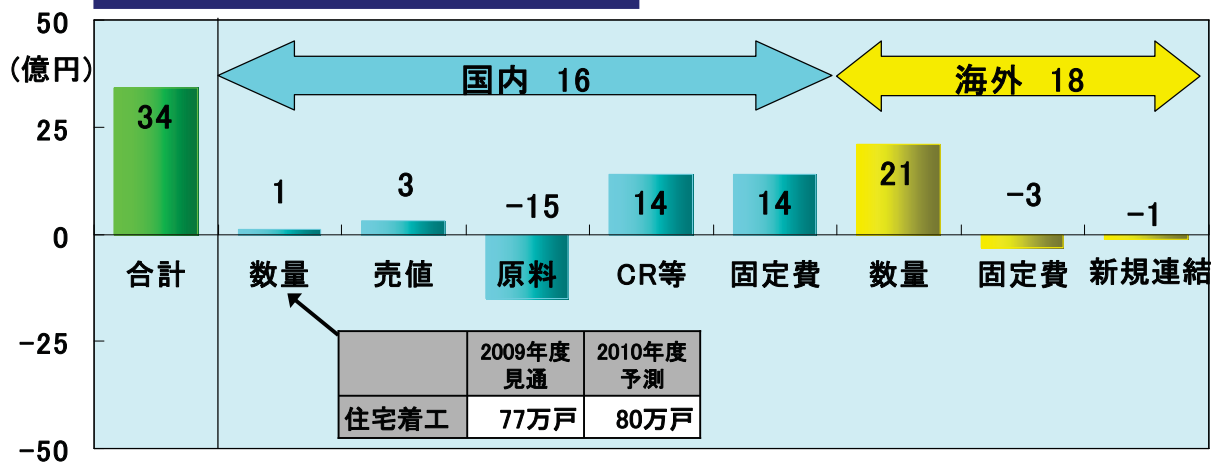 50
(億円)
国内 16
海外 18
34
25
1
3
-15
14
14
21
-3
-1
0
合計
数量
売値
原料
CR等
固定費
数量
固定費
新規連結
-25
2009年度
見通
2010年度
予測
住宅着工
77万戸
80万戸
-50